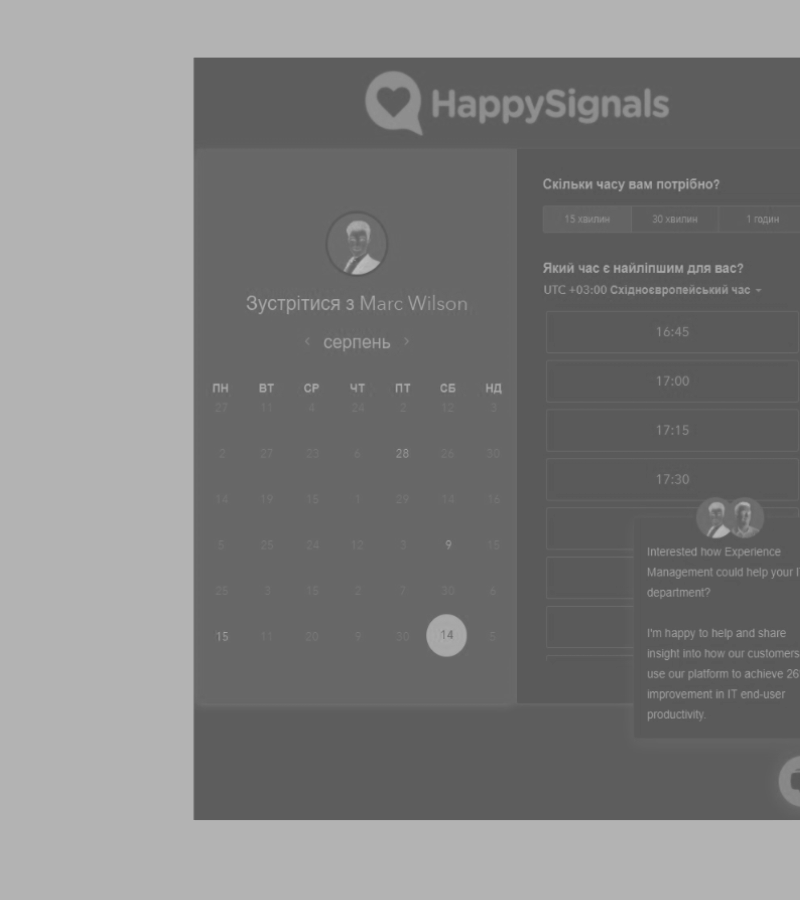 HappySignals
Зустрітися з Marc Wilson
‹ серпень ›
ПН ВТ СР ЧТ ПТ СБ НД
27 11 4 24 2 12 3
2 27 23 6 28 26 30
14 19 15 1 29 14 16
5 25 24 12 3 9 15
25 3 15 2 7 30 6
15 11 20 9 30 14 5
Скільки часу вам потрібно?
15 хвилин 30 хвилин 1 годин
Який час є найліпшим для вас?
UTC +03:00 Східноєвропейський час
16:45
17:00
17:15
17:30
Interested how Experience
Management could help your I
department?
I'm happy to help and share
insight into how our customers
use our platform to achieve 26
improvement in IT end-user
productivity.